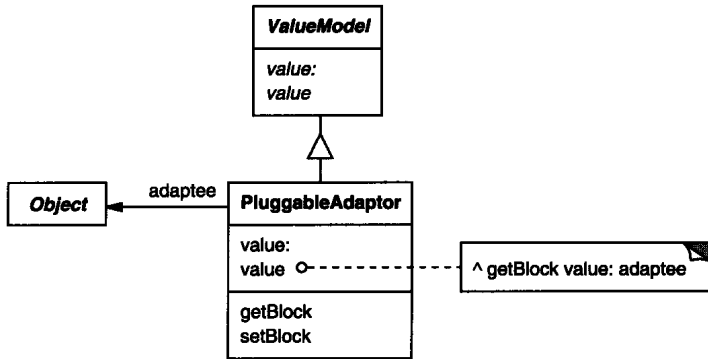 ValueModel
value:
value
adaptee
Object
PluggableAdaptor
value:
value
^ getBlock value: adaptee
getBlock
setBlock